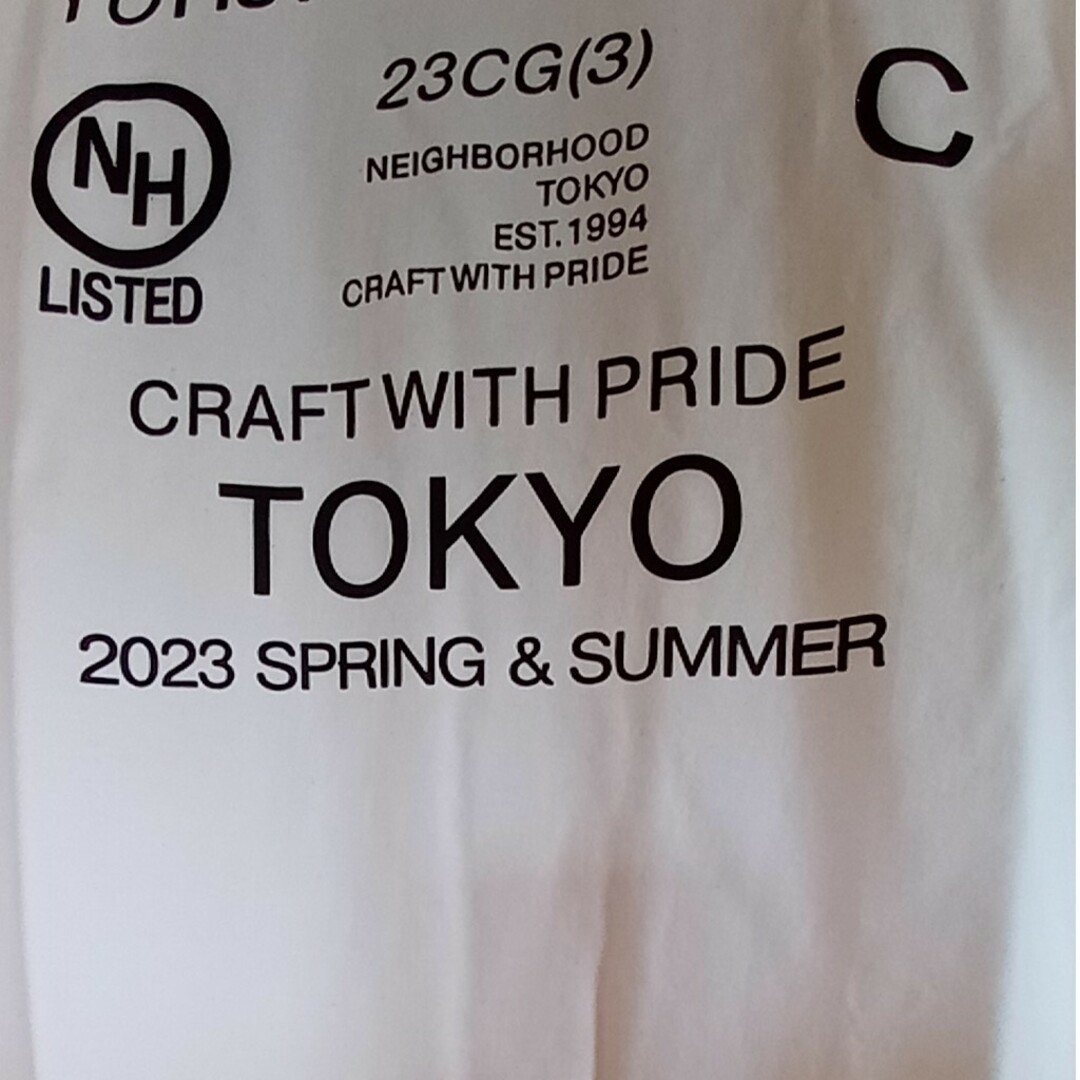 23CG(3)
C
NH
LISTED
NEIGHBORHOOD
TOKYO
EST. 1994
CRAFT WITH PRIDE
CRAFT WITH PRIDE
TOKYO
2023 SPRING & SUMMER